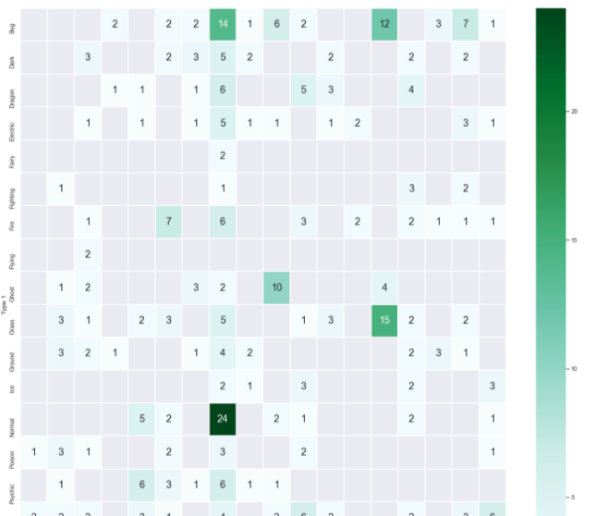 Bug 2 2 2 14 1 6 2 12 3 7 1
Dark 3 2 3 5 2 2 2 2
Dragon 1 1 1 6 5 3 4
Electric 1 1 1 5 1 1 1 2 3 1
Fairy 2
Fighting 1 1 3 2
Fire 1 7 6 3 2 2 1 1 1
Flying 2
Ghost 1 2 3 2 10 4
Type 1
Grass 3 1 2 3 5 1 3 15 2 2
Ground 3 2 1 1 4 2 2 3 1
Ice 2 1 3 2 3
Normal 5 2 24 2 1 2 1
Poison 1 3 1 2 3 2 1
Psychic 1 6 3 1 6 1 1
20
15
10
5